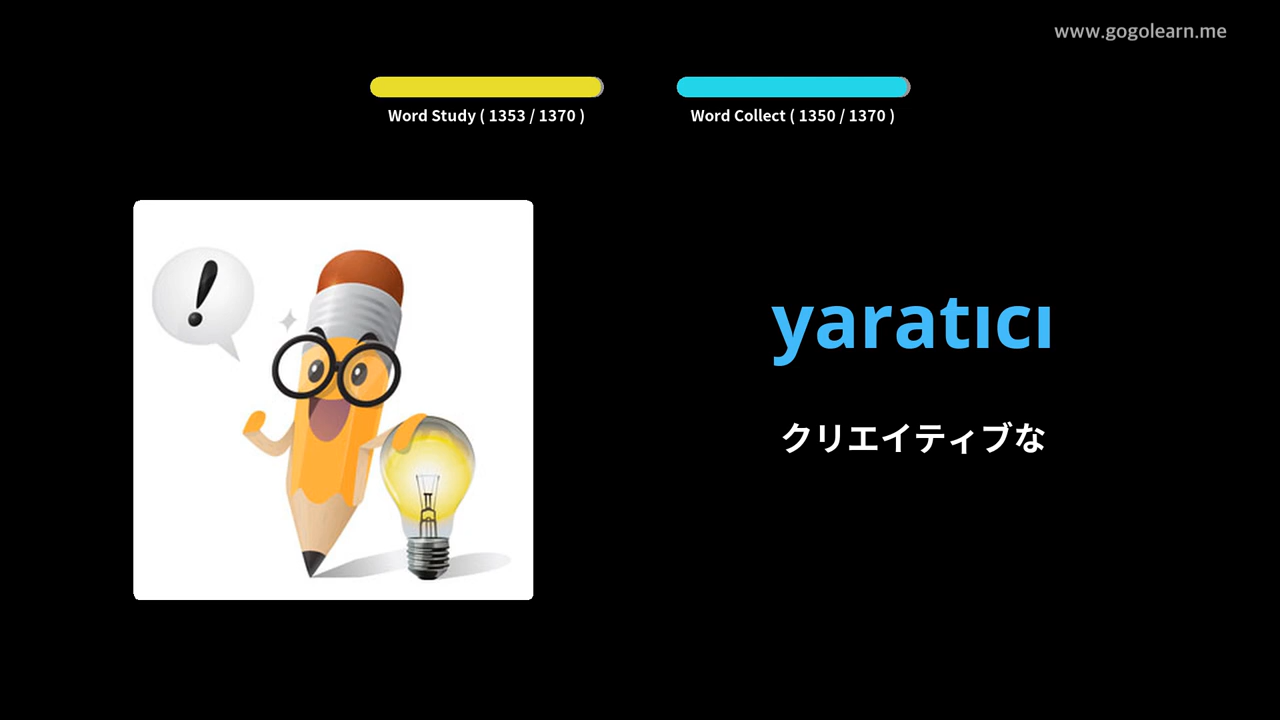 www.gogolearn.me
Word Study ( 1353 / 1370 )
Word Collect ( 1350 / 1370 )
!
yaratıcı
クリエイティブな